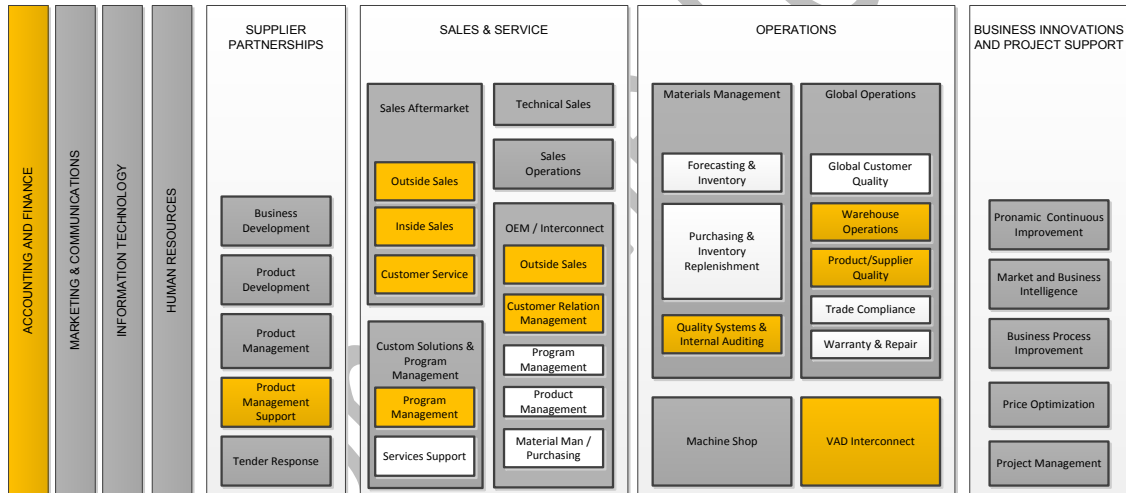 ACCOUNTING AND FINANCE
MARKETING & COMMUNICATIONS
INFORMATION TECHNOLOGY
HUMAN RESOURCES
SUPPLIER
PARTNERSHIPS
Business
Development
Product
Development
Product
Management
Product
Management
Support
Tender Response
SALES & SERVICE
Sales Aftermarket
Outside Sales
Inside Sales
Customer Service
Custom Solutions &
Program
Management
Program
Management
Services Support
Technical Sales
Sales
Operations
OEM / Interconnect
Outside Sales
Customer Relation
Management
Program
Management
Product
Management
Material Man /
Purchasing
OPERATIONS
Materials Management
Forecasting &
Inventory
Purchasing &
Inventory
Replenishment
Quality Systems &
Internal Auditing
Machine Shop
Global Operations
Global Customer
Quality
Warehouse
Operations
Product/Supplier
Quality
Trade Compliance
Warranty & Repair
VAD Interconnect
BUSINESS INNOVATIONS
AND PROJECT SUPPORT
Pronamic Continuous
Improvement
Market and Business
Intelligence
Business Process
Improvement
Price Optimization
Project Management